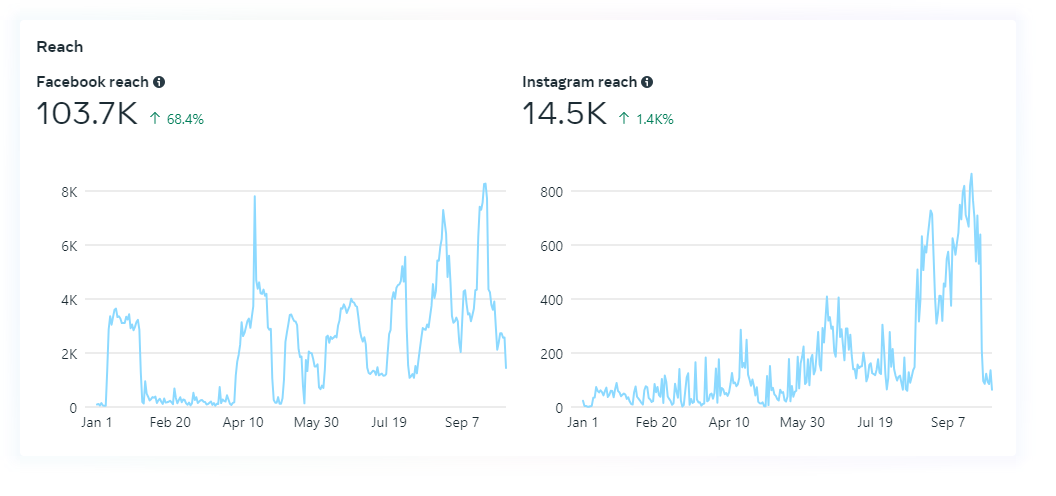 Reach
Facebook reach
103.7K ↑ 68.4%
8K
6K
4K
2K
0
Jan 1 Feb 20 Apr 10 May 30 Jul 19 Sep 7
Instagram reach
14.5K ↑ 1.4K%
800
600
400
200
0
Jan 1 Feb 20 Apr 10 May 30 Jul 19 Sep 7